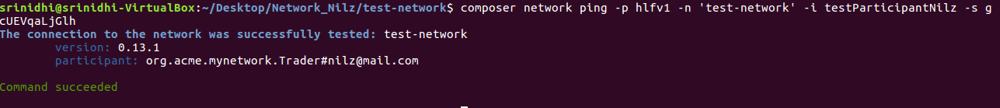 srinidhi@srinidhi-VirtualBox:~/Desktop/Network_Nilz/test-network$ composer network ping -p hlfv1 -n 'test-network' -i testParticipantNilz -s g
cUEVqaLjGlh
The connection to the network was successfully tested: test-network
version: 0.13.1
participant: org.acme.mynetwork.Trader#nilz@mail.com
Command succeeded